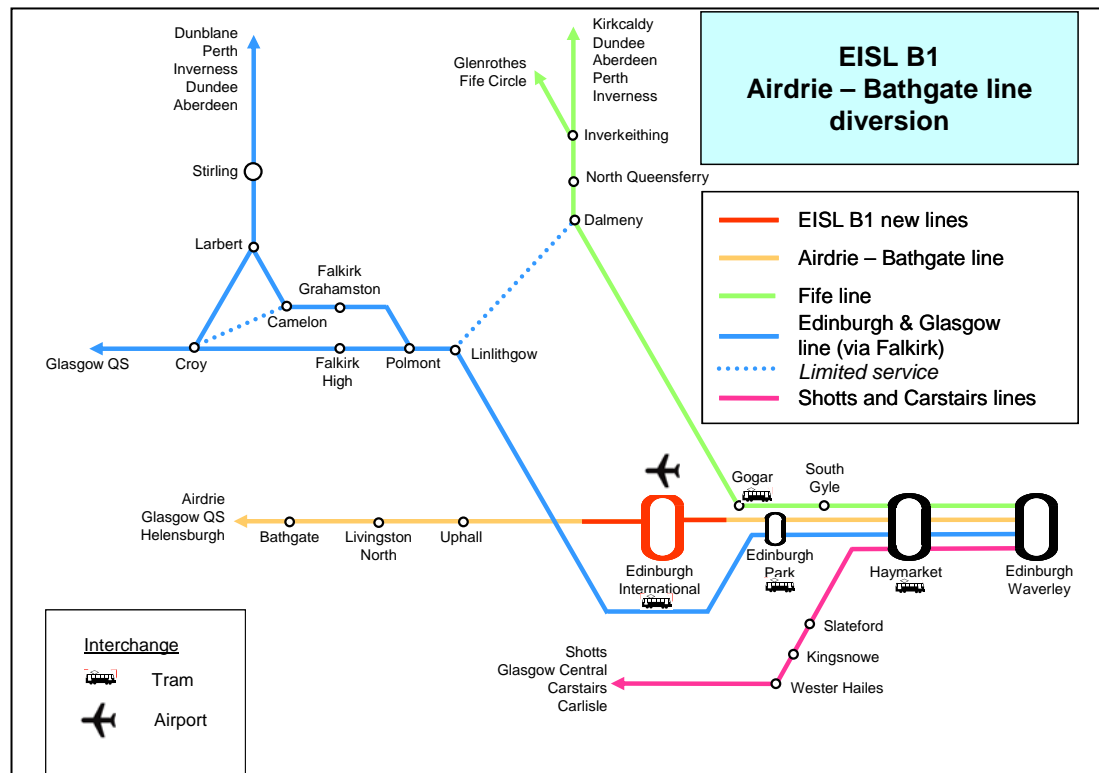 Dunblane
Perth
Inverness
Dundee
Aberdeen
Glenrothes
Fife Circle
Kirkcaldy
Dundee
Aberdeen
Perth
Inverness
EISL B1
Airdrie – Bathgate line
diversion
Inverkeithing
Stirling
North Queensferry
Dalmeny
Larbert
Falkirk
Grahamston
Camelon
Glasgow QS
Croy
Falkirk
High
Polmont
Linlithgow
EISL B1 new lines
Airdrie – Bathgate line
Fife line
Edinburgh & Glasgow
line (via Falkirk)
Limited service
Shotts and Carstairs lines
Gogar
South
Gyle
Airdrie
Glasgow QS
Helensburgh
Bathgate
Livingston
North
Uphall
Edinburgh
International
Edinburgh
Park
Haymarket
Edinburgh
Waverley
Slateford
Kingsnowe
Wester Hailes
Shotts
Glasgow Central
Carstairs
Carlisle
Interchange
Tram
Airport